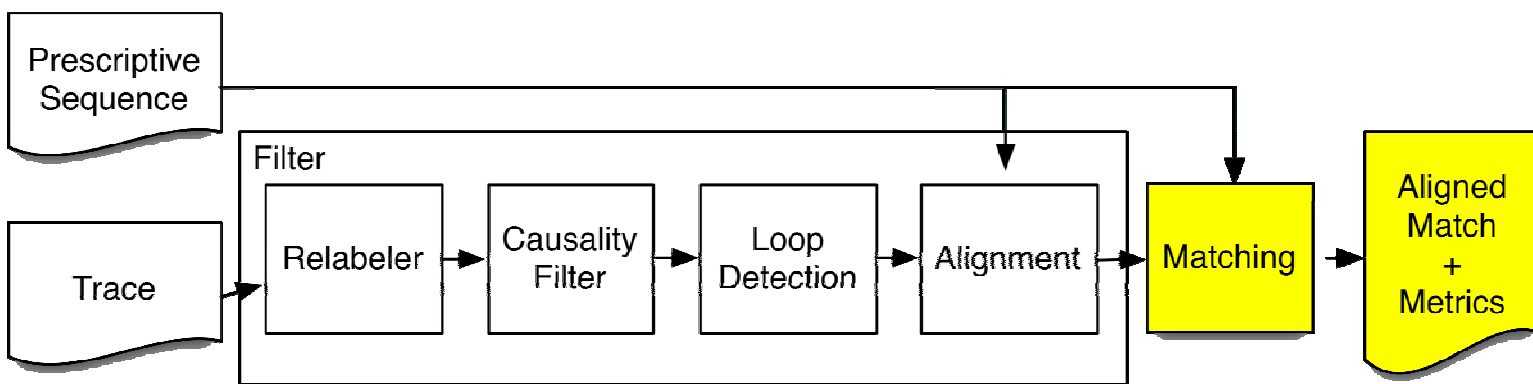 Prescriptive
Sequence
Filter
Trace
Relabeler
Causality
Filter
Loop
Detection
Alignment
Matching
Aligned
Match
+
Metrics